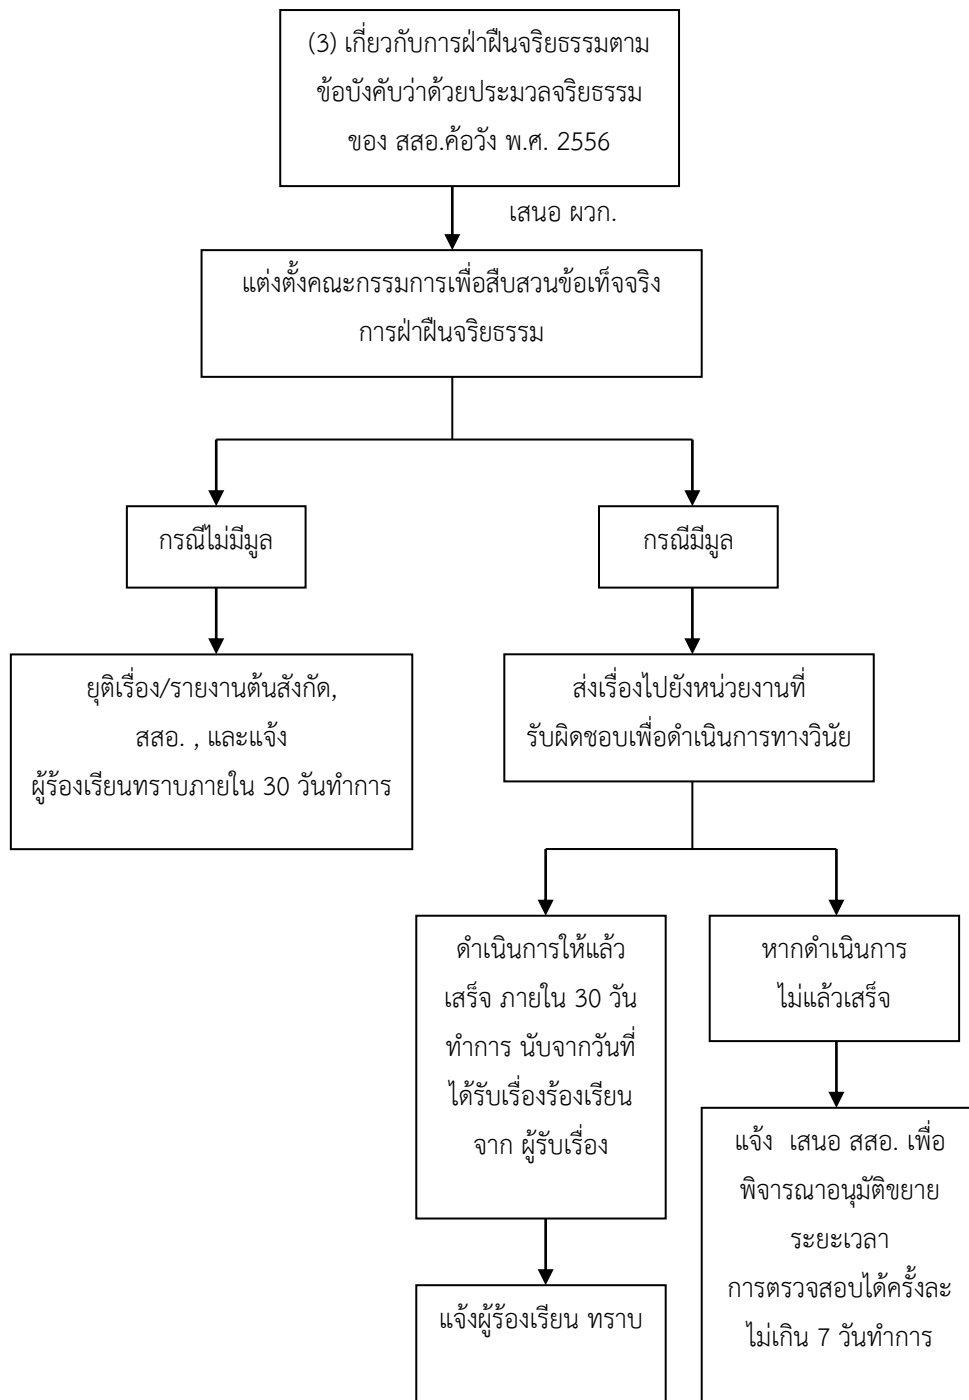 (3) เกี่ยวกับการฝ่าฝืนจริยธรรมตาม
ข้อบังคับว่าด้วยประมวลจริยธรรม
ของ สสอ.ค้อวัง พ.ศ. 2556
เสนอ ผวก.
แต่งตั้งคณะกรรมการเพื่อสืบสวนข้อเท็จจริง
การฝ่าฝืนจริยธรรม
กรณีไม่มีมูล
กรณีมีมูล
ยุติเรื่อง/รายงานต้นสังกัด,
สสอ. , และแจ้ง
ผู้ร้องเรียนทราบภายใน 30 วันทำการ
ส่งเรื่องไปยังหน่วยงานที่
รับผิดชอบเพื่อดำเนินการทางวินัย
ดำเนินการให้แล้ว
เสร็จ ภายใน 30 วัน
ทำการ นับจากวันที่
ได้รับเรื่องร้องเรียน
จาก ผู้รับเรื่อง
หากดำเนินการ
ไม่แล้วเสร็จ
แจ้ง เสนอ สสอ. เพื่อ
พิจารณาอนุมัติขยาย
ระยะเวลา
การตรวจสอบได้ครั้งละ
ไม่เกิน 7 วันทำการ
แจ้งผู้ร้องเรียน ทราบ